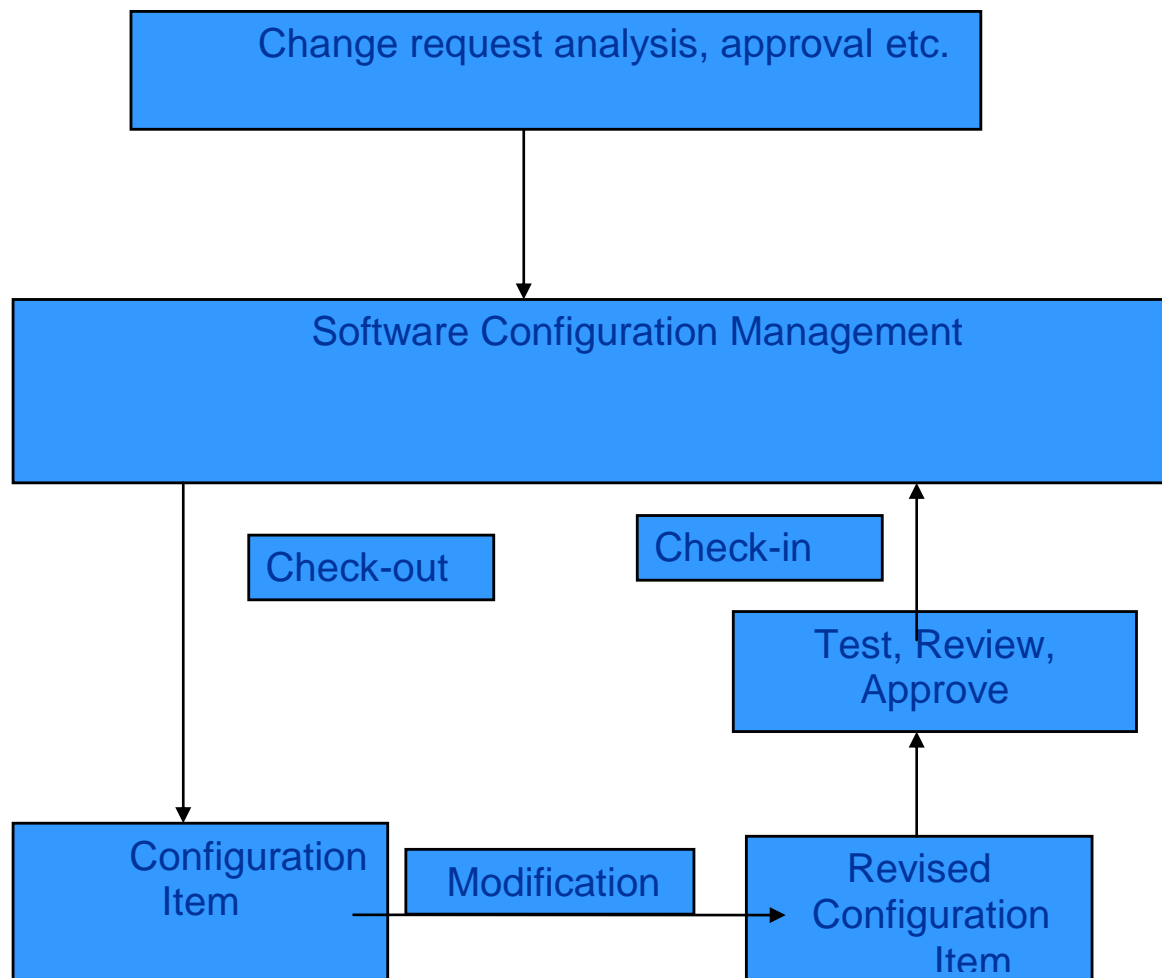 Change request analysis, approval etc.
Software Configuration Management
Check-out
Check-in
Test, Review,
Approve
Configuration
Item
Modification
Revised
Configuration
Item